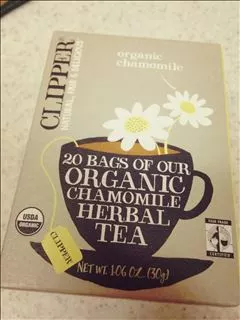 CLIPPER
NATURAL, FAIR & DELICIOUS
organic
chamomile
20 BAGS OF OUR
ORGANIC
CHAMOMILE
HERBAL
TEA
USDA
ORGANIC
CLIPPER
FAIR TRADE
CERTIFIED
NET WT. 1.06 OZ. (30g)